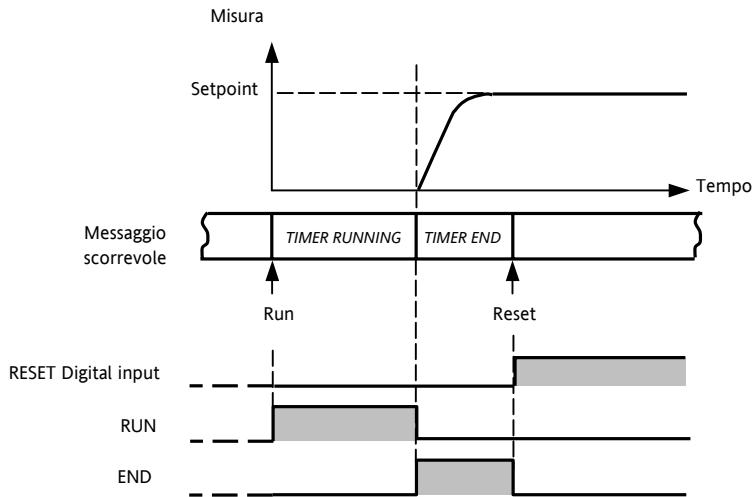 Misura
Setpoint
Tempo
Messaggio
scorrevole
TIMER RUNNING
TIMER END
Run
Reset
RESET Digital input
RUN
END